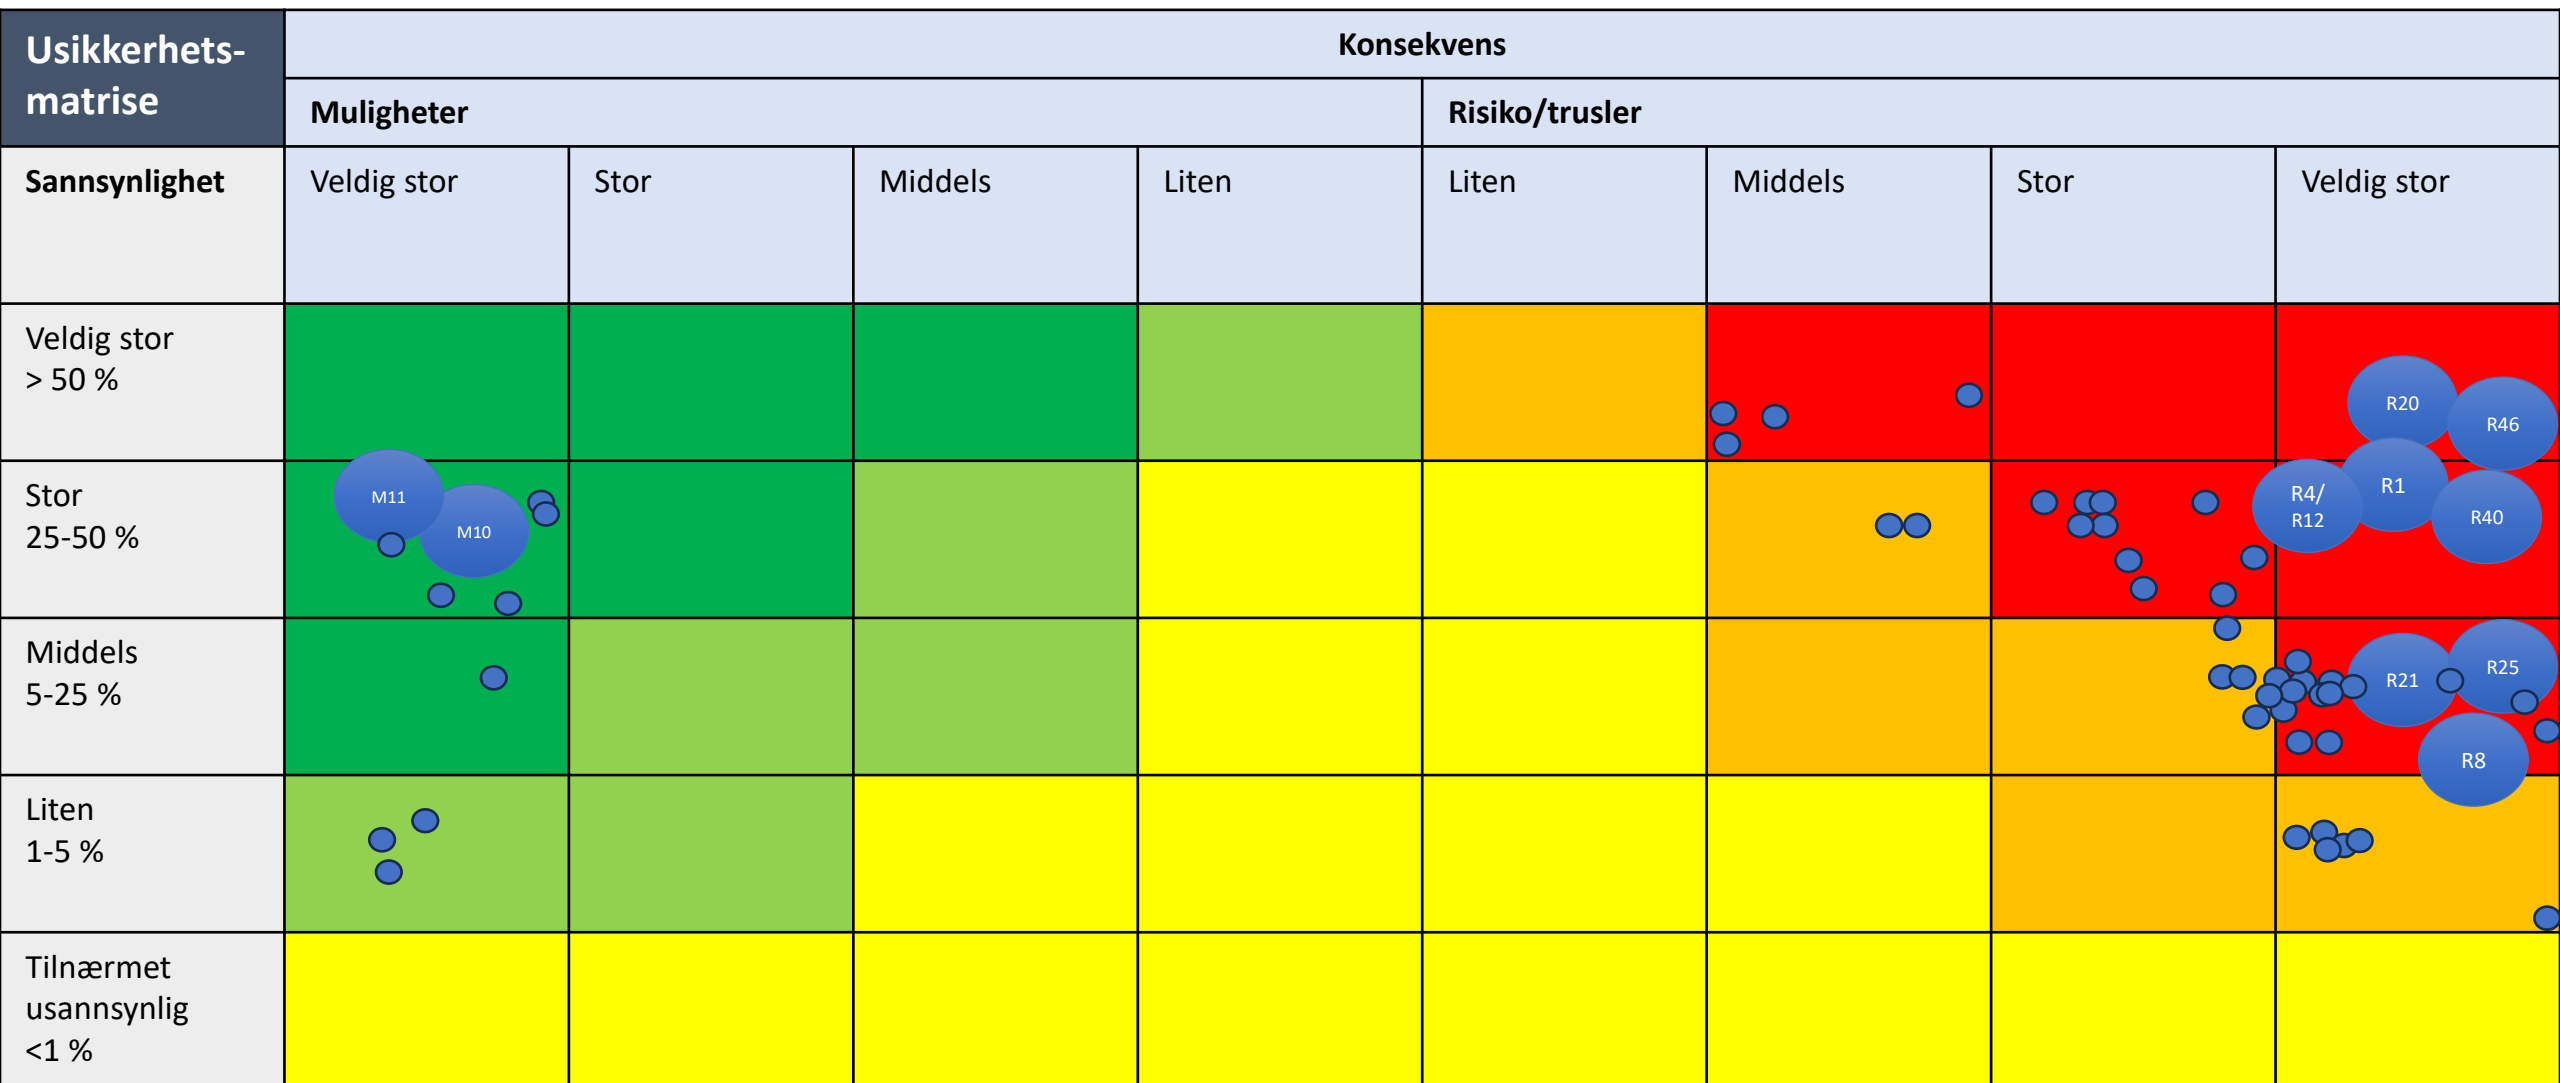 Usikkerhets-
matrise
Konsekvens
Muligheter
Risiko/trusler
Sannsynlighet
Veldig stor
Stor
Middels
Liten
Liten
Middels
Stor
Veldig stor
Veldig stor
> 50 %
R20
R46
Stor
25-50 %
M11
M10
R4/
R12
R1
R40
Middels
5-25 %
R21
R25
R8
Liten
1-5 %
Tilnærmet
usannsynlig
<1 %